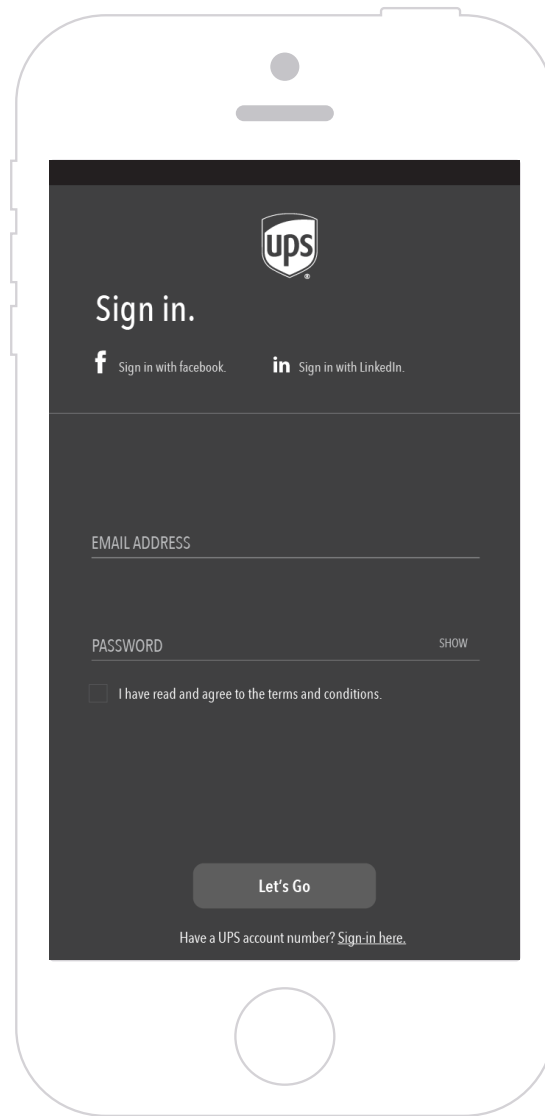 ups
®
Sign in.
f Sign in with facebook.
in Sign in with LinkedIn.
EMAIL ADDRESS
PASSWORD SHOW
I have read and agree to the terms and conditions.
Let's Go
Have a UPS account number? Sign-in here.